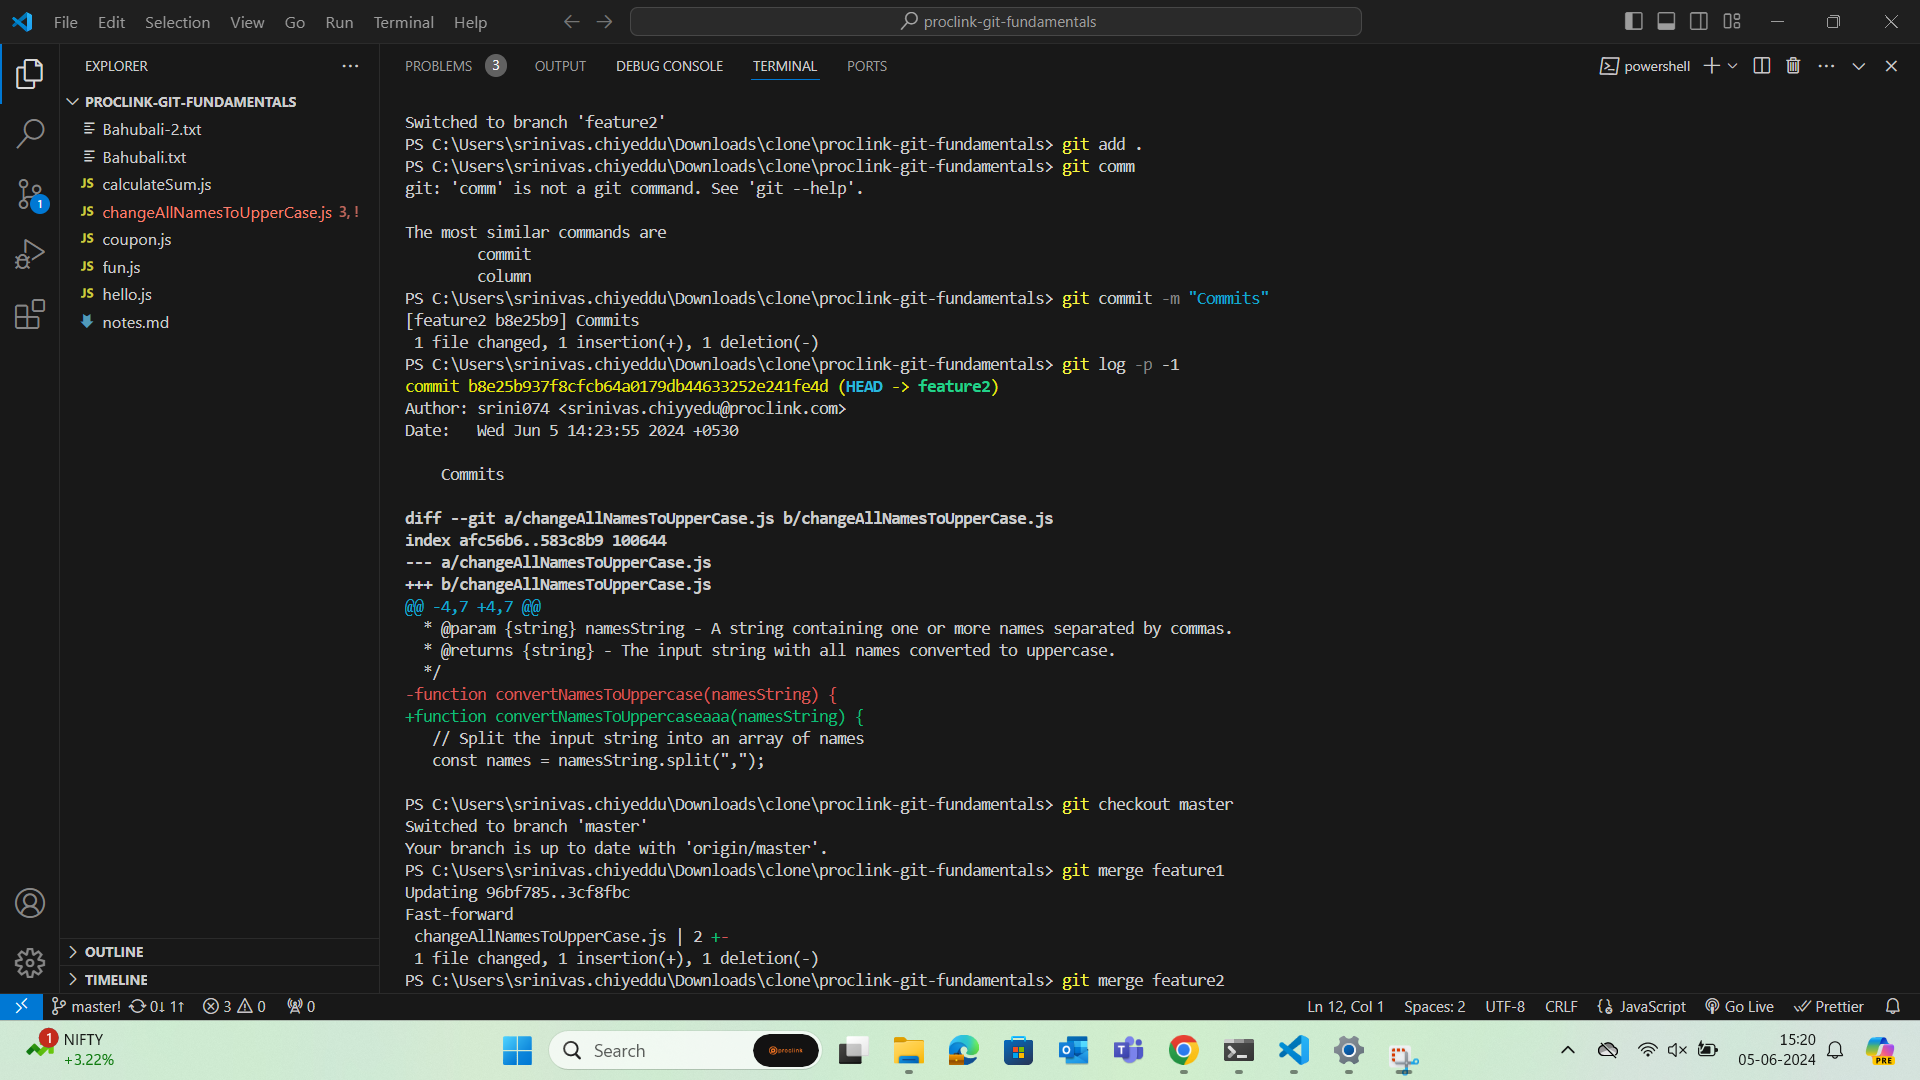 File Edit Selection View Go Run Terminal Help
proclink-git-fundamentals
EXPLORER
PROCLINK-GIT-FUNDAMENTALS
Bahubali-2.txt
Bahubali.txt
JS calculateSum.js
JS changeAllNamesToUpperCase.js 3, !
JS coupon.js
JS fun.js
JS hello.js
notes.md
1
OUTLINE
TIMELINE
PROBLEMS 3 OUTPUT DEBUG CONSOLE TERMINAL PORTS
powershell
Switched to branch 'feature2'
PS C:\Users\srinivas.chiyeddu\Downloads\clone\proclink-git-fundamentals> git add .
PS C:\Users\srinivas.chiyeddu\Downloads\clone\proclink-git-fundamentals> git comm
git: 'comm' is not a git command. See 'git --help'.
The most similar commands are
commit
column
PS C:\Users\srinivas.chiyeddu\Downloads\clone\proclink-git-fundamentals> git commit -m "Commits"
[feature2 b8e25b9] Commits
1 file changed, 1 insertion(+), 1 deletion(-)
PS C:\Users\srinivas.chiyeddu\Downloads\clone\proclink-git-fundamentals> git log -p -1
commit b8e25b937f8cfcb64a0179db44633252e241fe4d (HEAD -> feature2)
Author: srini074 <srinivas.chiyyedu@proclink.com>
Date: Wed Jun 5 14:23:55 2024 +0530
Commits
diff --git a/changeAllNamesToUpperCase.js b/changeAllNamesToUpperCase.js
index afc56b6..583c8b9 100644
--- a/changeAllNamesToUpperCase.js
+++ b/changeAllNamesToUpperCase.js
@@ -4,7 +4,7 @@
* @param {string} namesString - A string containing one or more names separated by commas.
* @returns {string} - The input string with all names converted to uppercase.
*/
-function convertNamesToUppercase(namesString) {
+function convertNamesToUppercaseaaa(namesString) {
// Split the input string into an array of names
const names = namesString.split(",");
PS C:\Users\srinivas.chiyeddu\Downloads\clone\proclink-git-fundamentals> git checkout master
Switched to branch 'master'
Your branch is up to date with 'origin/master'.
PS C:\Users\srinivas.chiyeddu\Downloads\clone\proclink-git-fundamentals> git merge feature1
Updating 96bf785..3cf8fbc
Fast-forward
changeAllNamesToUpperCase.js | 2 +-
1 file changed, 1 insertion(+), 1 deletion(-)
PS C:\Users\srinivas.chiyeddu\Downloads\clone\proclink-git-fundamentals> git merge feature2
master! 0↓ 1↑ 3 0 0
Ln 12, Col 1 Spaces: 2 UTF-8 CRLF {} JavaScript Go Live Prettier
1 NIFTY
+3.22%
Search
proclink
15:20
05-06-2024
PRE